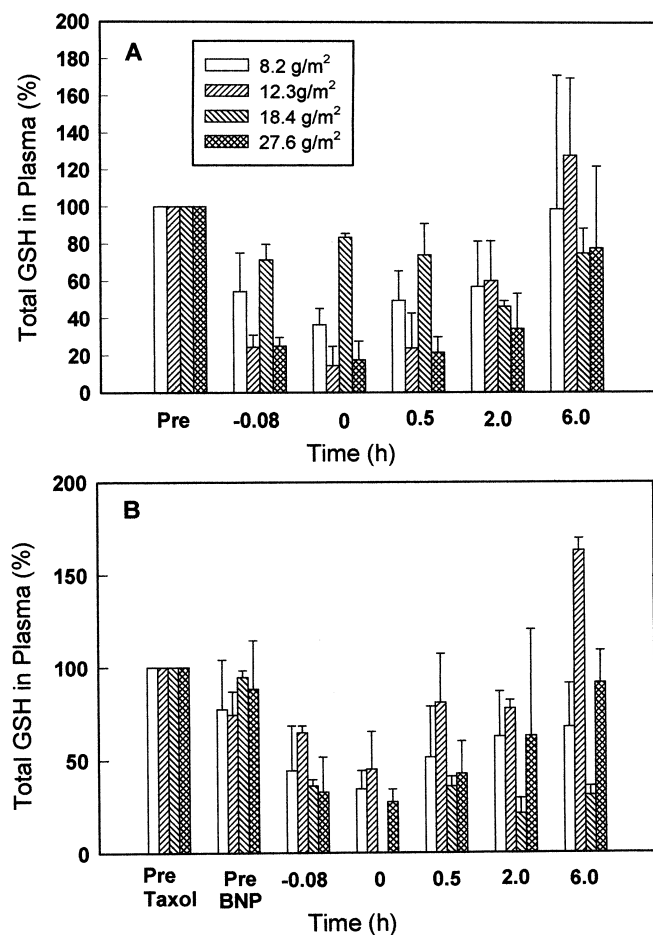 A
8.2 g/m²
12.3g/m²
18.4 g/m²
27.6 g/m²
Total GSH in Plasma (%)
200
180
160
140
120
100
80
60
40
20
0
Pre -0.08 0 0.5 2.0 6.0
Time (h)
B
Total GSH in Plasma (%)
200
150
100
50
0
Pre Taxol Pre BNP -0.08 0 0.5 2.0 6.0
Time (h)